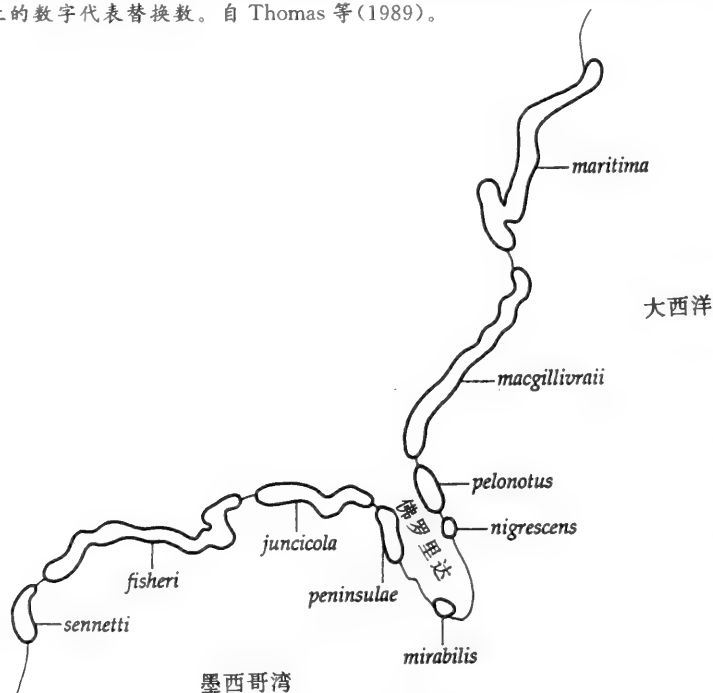 上的数字代表替换数。自 Thomas 等(1989)。
maritima
大西洋
macgillivraii
pelonotus
佛罗里达
nigrescens
juncicola
fisheri
peninsulae
sennetti
mirabilis
墨西哥湾